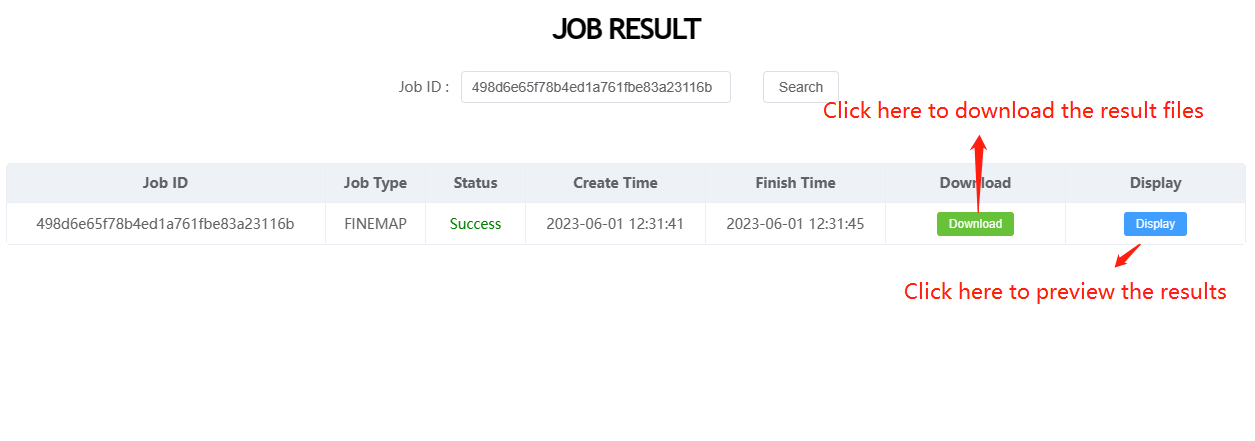 JOB RESULT
Job ID : 498d6e65f78b4ed1a761fbe83a23116b Search
Click here to download the result files
Job ID Job Type Status Create Time Finish Time Download Display
498d6e65f78b4ed1a761fbe83a23116b FINEMAP Success 2023-06-01 12:31:41 2023-06-01 12:31:45 Download Display
Click here to preview the results